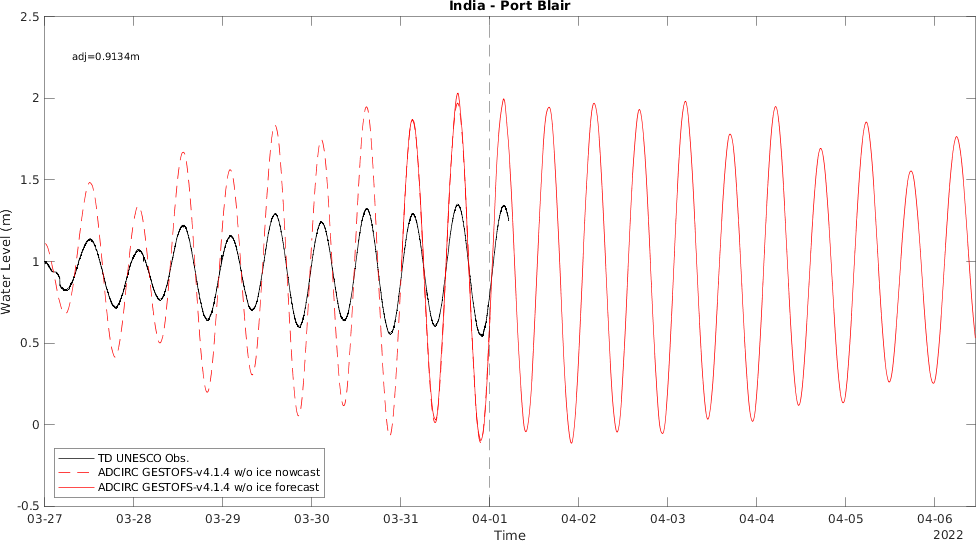 India - Port Blair
2.5
adj=0.9134m
2
1.5
1
0.5
0
-0.5
Water Level (m)
TD UNESCO Obs.
ADCIRC GESTOFS-v4.1.4 w/o ice nowcast
ADCIRC GESTOFS-v4.1.4 w/o ice forecast
03-27 03-28 03-29 03-30 03-31 04-01 04-02 04-03 04-04 04-05 04-06
Time
2022